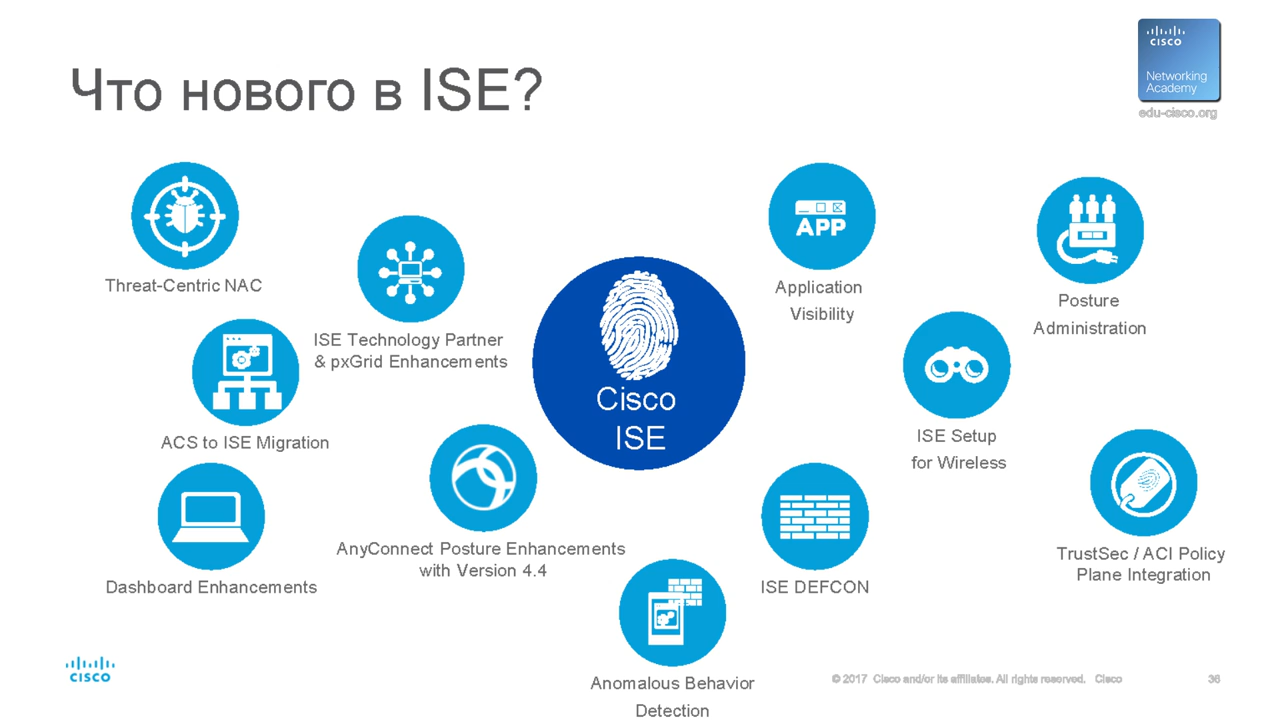 Что нового в ISE?
cisco
Networking
Academy
edu-cisco.org
Threat-Centric NAC
ISE Technology Partner
& pxGrid Enhancements
ACS to ISE Migration
Dashboard Enhancements
AnyConnect Posture Enhancements
with Version 4.4
Cisco
ISE
APP
Application
Visibility
Posture
Administration
ISE Setup
for Wireless
ISE DEFCON
TrustSec / ACI Policy
Plane Integration
Anomalous Behavior
Detection
cisco
© 2017 Cisco and/or its affiliates. All rights reserved. Cisco
36